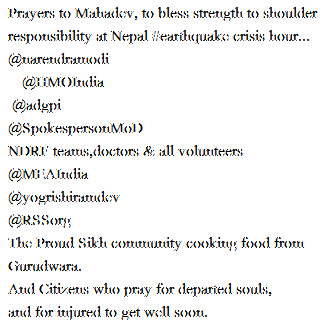 Prayers to Mahadev, to bless strength to shoulder
responsibility at Nepal #earthquake crisis hour...
@narendramodi
@HMOIndia
@adgpi
@SpokespersonMoD
NDRF teams,doctors & all volunteers
@MEAIndia
@yogrishiramdev
@RSSorg
The Proud Sikh community cooking food from
Gurudwara.
And Citizens who pray for departed souls,
and for injured to get well soon.